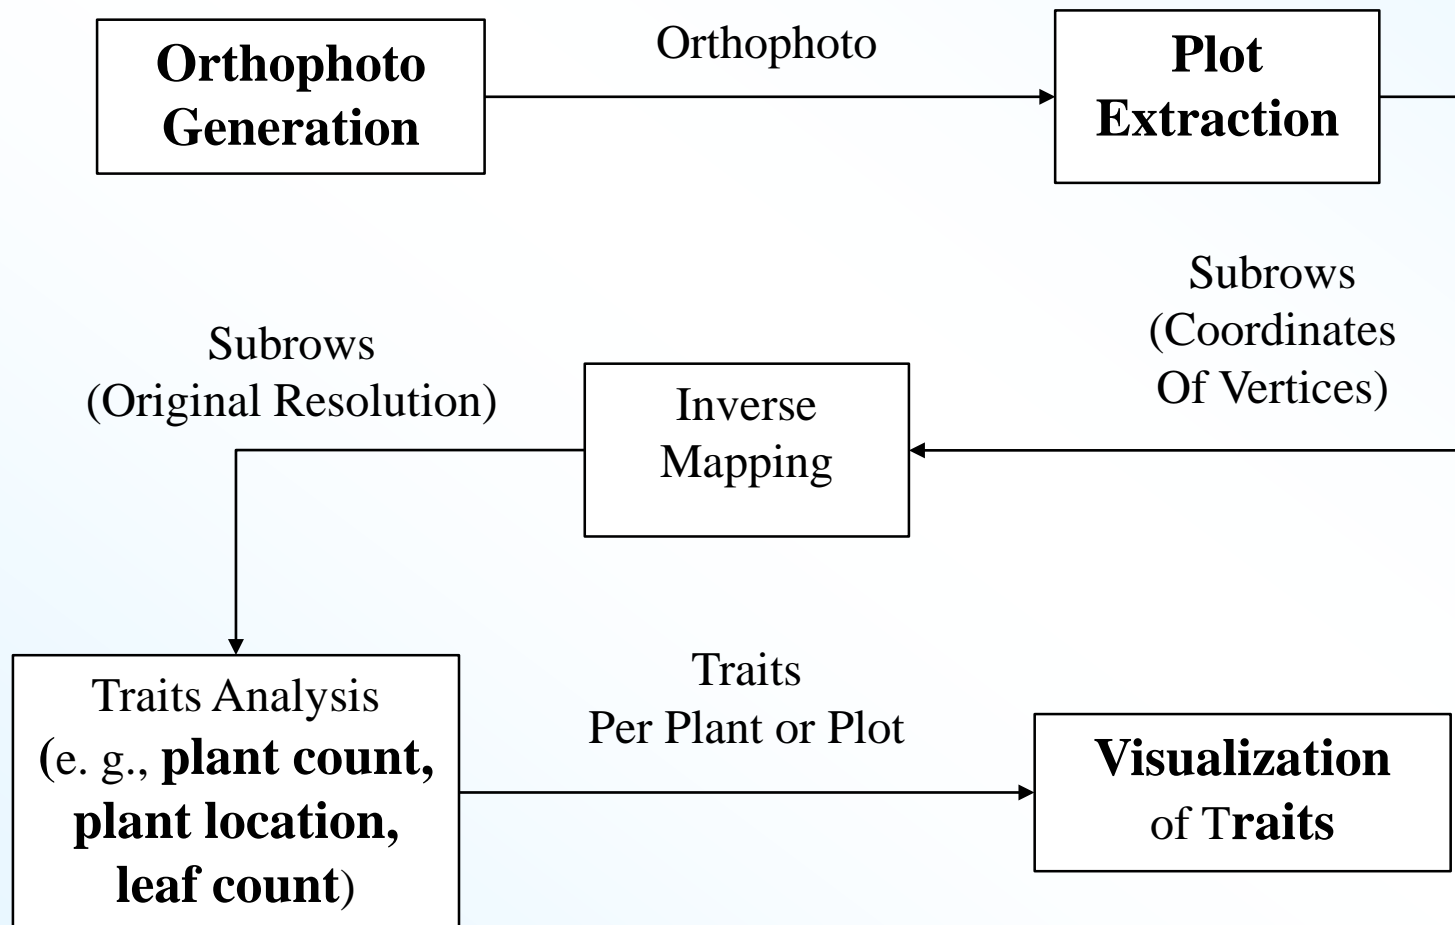 Orthophoto
Generation
Orthophoto
Plot
Extraction
Subrows
(Coordinates
Of Vertices)
Inverse
Mapping
Subrows
(Original Resolution)
Traits Analysis
(e. g., plant count,
plant location,
leaf count)
Traits
Per Plant or Plot
Visualization
of Traits